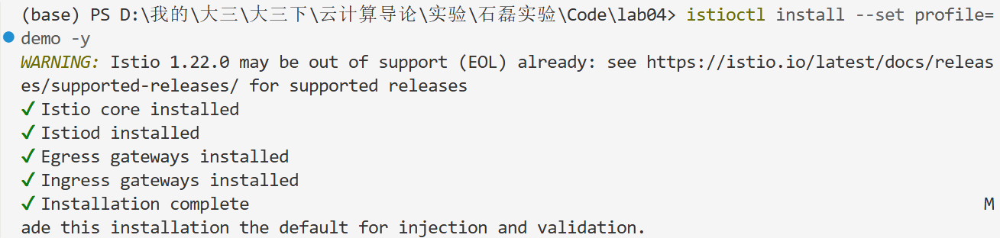 (base) PS D:\我的\大三\大三下\云计算导论\实验\石磊实验\Code\lab04> istioctl install --set profile=
demo -y
WARNING: Istio 1.22.0 may be out of support (EOL) already: see https://istio.io/latest/docs/releas
es/supported-releases/ for supported releases
✔ Istio core installed
✔ Istiod installed
✔ Egress gateways installed
✔ Ingress gateways installed
✔ Installation complete M
ade this installation the default for injection and validation.